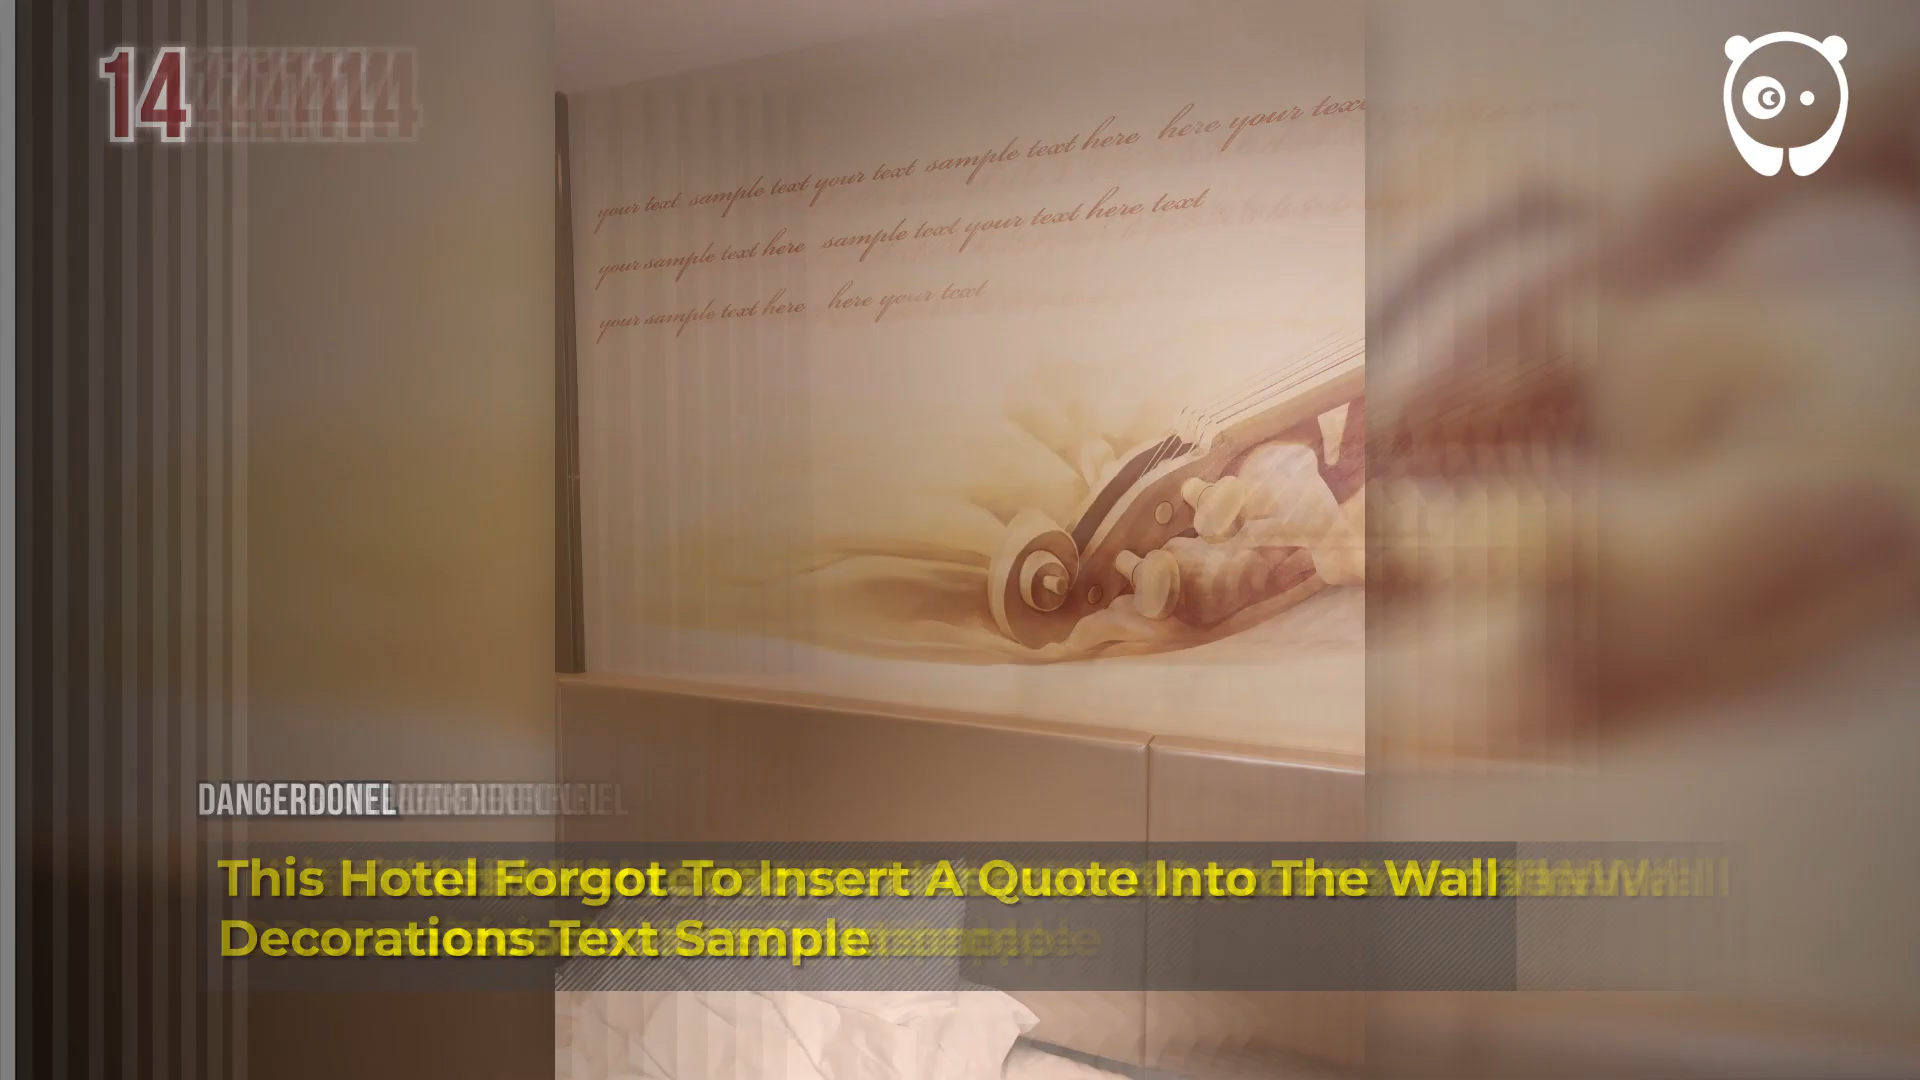 14
your text sample text your text sample text here here your text
your sample text here sample text your text here text
your sample text here here your text
DANGERDONEL
This Hotel Forgot To Insert A Quote Into The Wall
Decorations Text Sample